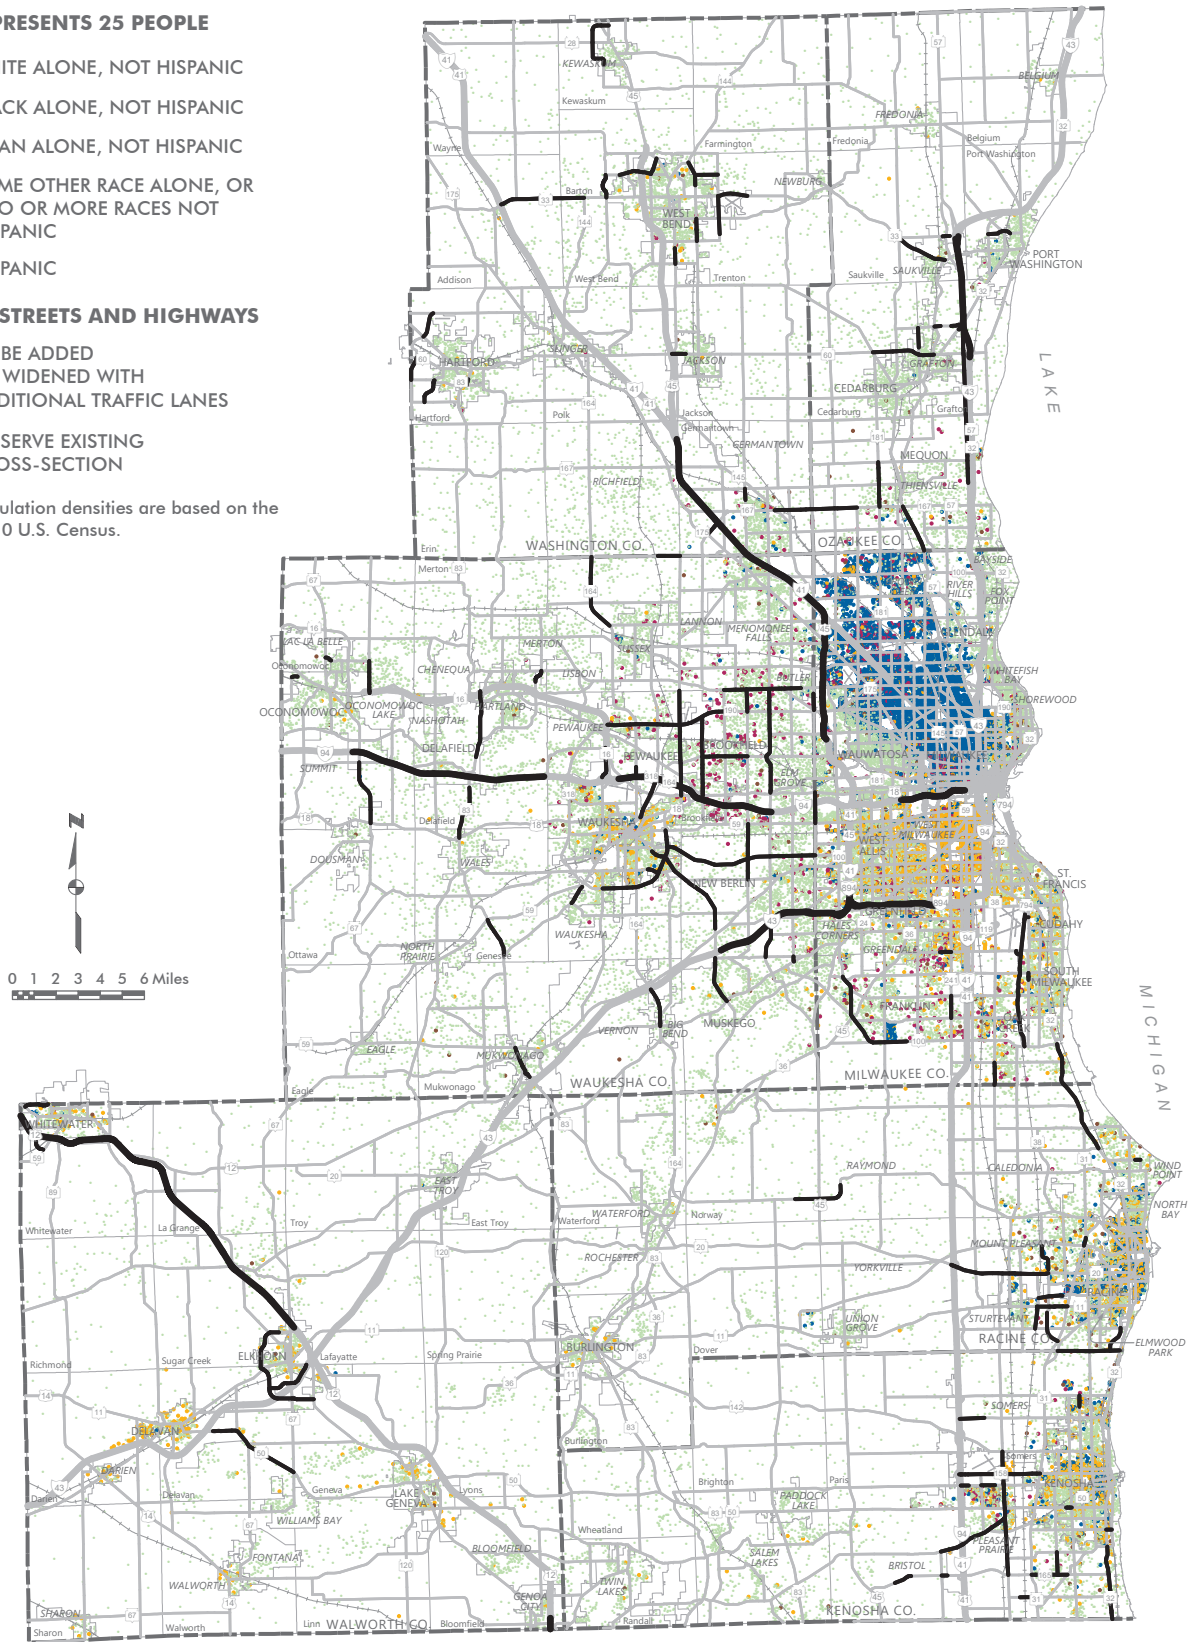 PRESENTS 25 PEOPLE
ITE ALONE, NOT HISPANIC
ACK ALONE, NOT HISPANIC
AN ALONE, NOT HISPANIC
ME OTHER RACE ALONE, OR
O OR MORE RACES NOT
PANIC
PANIC
STREETS AND HIGHWAYS
BE ADDED
WIDENED WITH
DITIONAL TRAFFIC LANES
SERVE EXISTING
OSS-SECTION
ulation densities are based on the
0 U.S. Census.
KEWASKUM
Kewaskum
BELGIUM
FREDONIA
Wayne
Farmington
Fredonia
Belgium
Port Washington
Barton
NEWBURG
WEST
BEND
PORT
WASHINGTON
Addison
West Bend
Trenton
Saukville
SAUKVILLE
SLINGER
HARTFORD
JACKSON
GRAFTON
CEDARBURG
LAKE
Hartford
Polk
Jackson
Germantown
Cedarburg
Grafton
GERMANTOWN
MEQUON
RICHFIELD
THIENSVILLE
Erin
WASHINGTON CO.
OZAUKEE CO.
Merton
BAYSIDE
RIVER
HILLS
FOX
POINT
LANNON
MENOMONEE
FALLS
GLENDALE
LAC LA BELLE
MERTON
SUSSEX
Oconomowoc
CHENEQUA
LISBON
BUTLER
WHITEFISH
BAY
SHOREWOOD
OCONOMOWOC
OCONOMOWOC
LAKE
NASHOTAH
HARTLAND
PEWAUKEE
DELAFIELD
PEWAUKEE
BROOKFIELD
WAUWATOSA
MILWAUKEE
SUMMIT
ELM
GROVE
Delafield
WAUKESHA
Brookfield
WEST
MILWAUKEE
WEST
ALLIS
DOUSMAN
WALES
NEW BERLIN
ST.
FRANCIS
GREENFIELD
CUDAHY
WAUKESHA
HALES
CORNERS
GREENDALE
NORTH
PRAIRIE
Ottawa
Genesee
SOUTH
MILWAUKEE
0 1 2 3 4 5 6 Miles
FRANKLIN
OAK
CREEK
VERNON
BIG
BEND
MUSKEGO
MICHIGAN
EAGLE
MUKWONAGO
Eagle
Mukwonago
WAUKESHA CO.
MILWAUKEE CO.
WHITEWATER
RAYMOND
CALEDONIA
WIND
POINT
EAST
TROY
NORTH
BAY
Whitewater
La Grange
Troy
East Troy
Waterford
WATERFORD
Norway
ROCHESTER
YORKVILLE
MOUNT PLEASANT
RACINE
UNION
GROVE
STURTEVANT
RACINE CO.
ELMWOOD
PARK
Richmond
Sugar Creek
ELKHORN
Lafayatte
Spring Prairie
BURLINGTON
Dover
DELAVAN
SOMERS
Burlington
Somers
DARIEN
Darien
Delavan
Geneva
LAKE
GENEVA
Lyons
Brighton
Paris
KENOSHA
PADDOCK
LAKE
WILLIAMS BAY
Wheatland
BLOOMFIELD
FONTANA
SALEM
LAKES
PLEASANT
PRAIRIE
BRISTOL
WALWORTH
TWIN
LAKES
GENOA
CITY
SHARON
Sharon
Walworth
Linn
WALWORTH CO.
Bloomfield
Randall
KENOSHA CO.